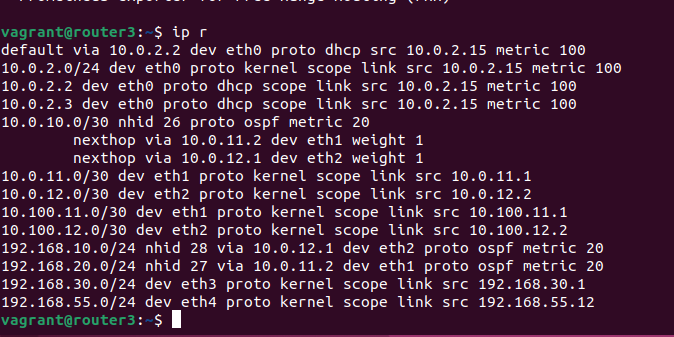 vagrant@router3:~$ ip r
default via 10.0.2.2 dev eth0 proto dhcp src 10.0.2.15 metric 100
10.0.2.0/24 dev eth0 proto kernel scope link src 10.0.2.15 metric 100
10.0.2.2 dev eth0 proto dhcp scope link src 10.0.2.15 metric 100
10.0.2.3 dev eth0 proto dhcp scope link src 10.0.2.15 metric 100
10.0.10.0/30 nhid 26 proto ospf metric 20
        nexthop via 10.0.11.2 dev eth1 weight 1
        nexthop via 10.0.12.1 dev eth2 weight 1
10.0.11.0/30 dev eth1 proto kernel scope link src 10.0.11.1
10.0.12.0/30 dev eth2 proto kernel scope link src 10.0.12.2
10.100.11.0/30 dev eth1 proto kernel scope link src 10.100.11.1
10.100.12.0/30 dev eth2 proto kernel scope link src 10.100.12.2
192.168.10.0/24 nhid 28 via 10.0.12.1 dev eth2 proto ospf metric 20
192.168.20.0/24 nhid 27 via 10.0.11.2 dev eth1 proto ospf metric 20
192.168.30.0/24 dev eth3 proto kernel scope link src 192.168.30.1
192.168.55.0/24 dev eth4 proto kernel scope link src 192.168.55.12
vagrant@router3:~$